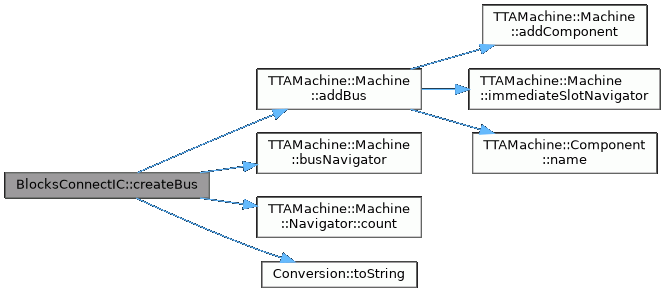 BlocksConnectIC::createBus
TTAMachine::Machine
::addBus
TTAMachine::Machine
::addComponent
TTAMachine::Machine
::immediateSlotNavigator
TTAMachine::Component
::name
TTAMachine::Machine
::busNavigator
TTAMachine::Machine
::Navigator::count
Conversion::toString